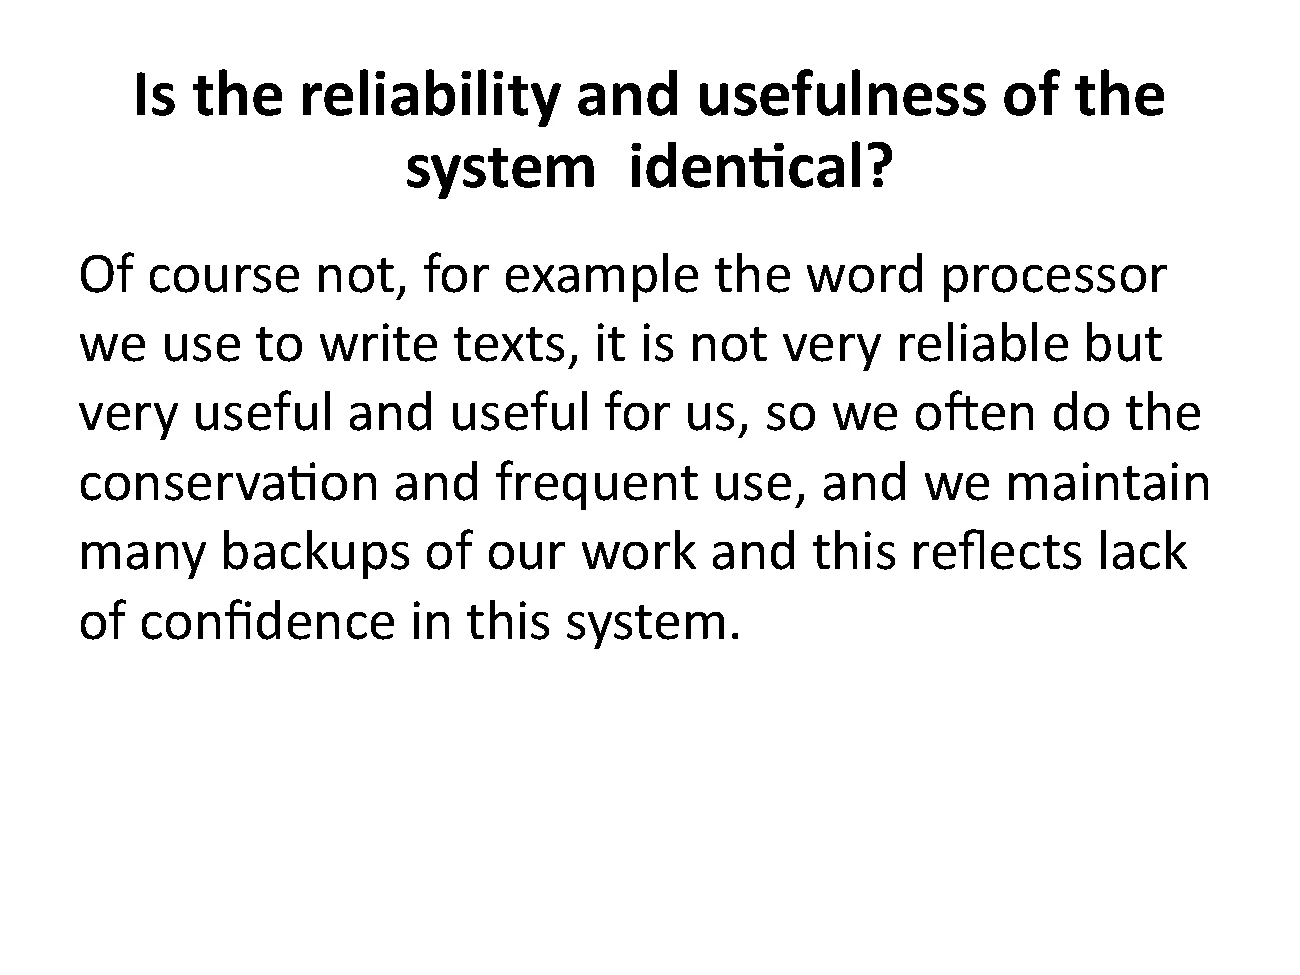 Is the reliability and usefulness of the
system  identical?
Of course not, for example the word processor
we use to write texts, it is not very reliable but
very useful and useful for us, so we often do the
conservation and frequent use, and we maintain
many backups of our work and this reflects lack
of confidence in this system.